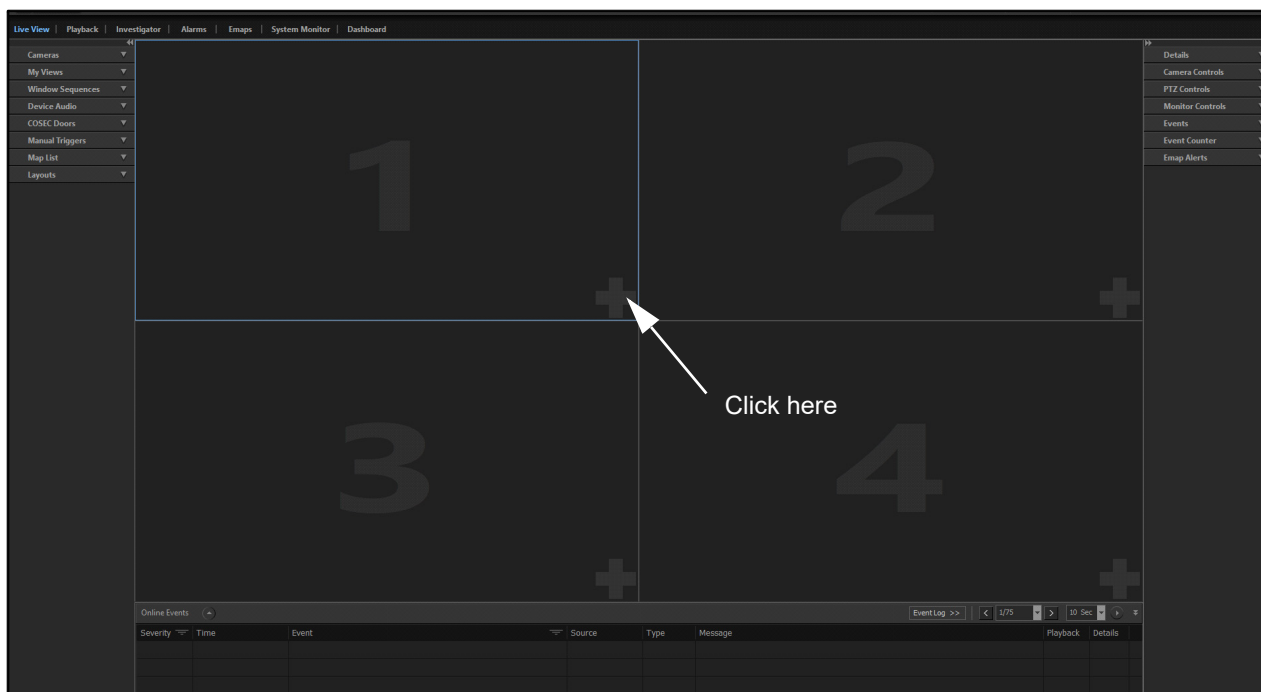 Live View | Playback | Investigator | Alarms | Emaps | System Monitor | Dashboard
Cameras
My Views
Window Sequences
Device Audio
COSEC Doors
Manual Triggers
Map List
Layouts
1
2
3
4
Click here
Details
Camera Controls
PTZ Controls
Monitor Controls
Events
Event Counter
Emap Alerts
Online Events
Event Log >> < 1/75 > 10 Sec
Severity Time Event Source Type Message Playback Details